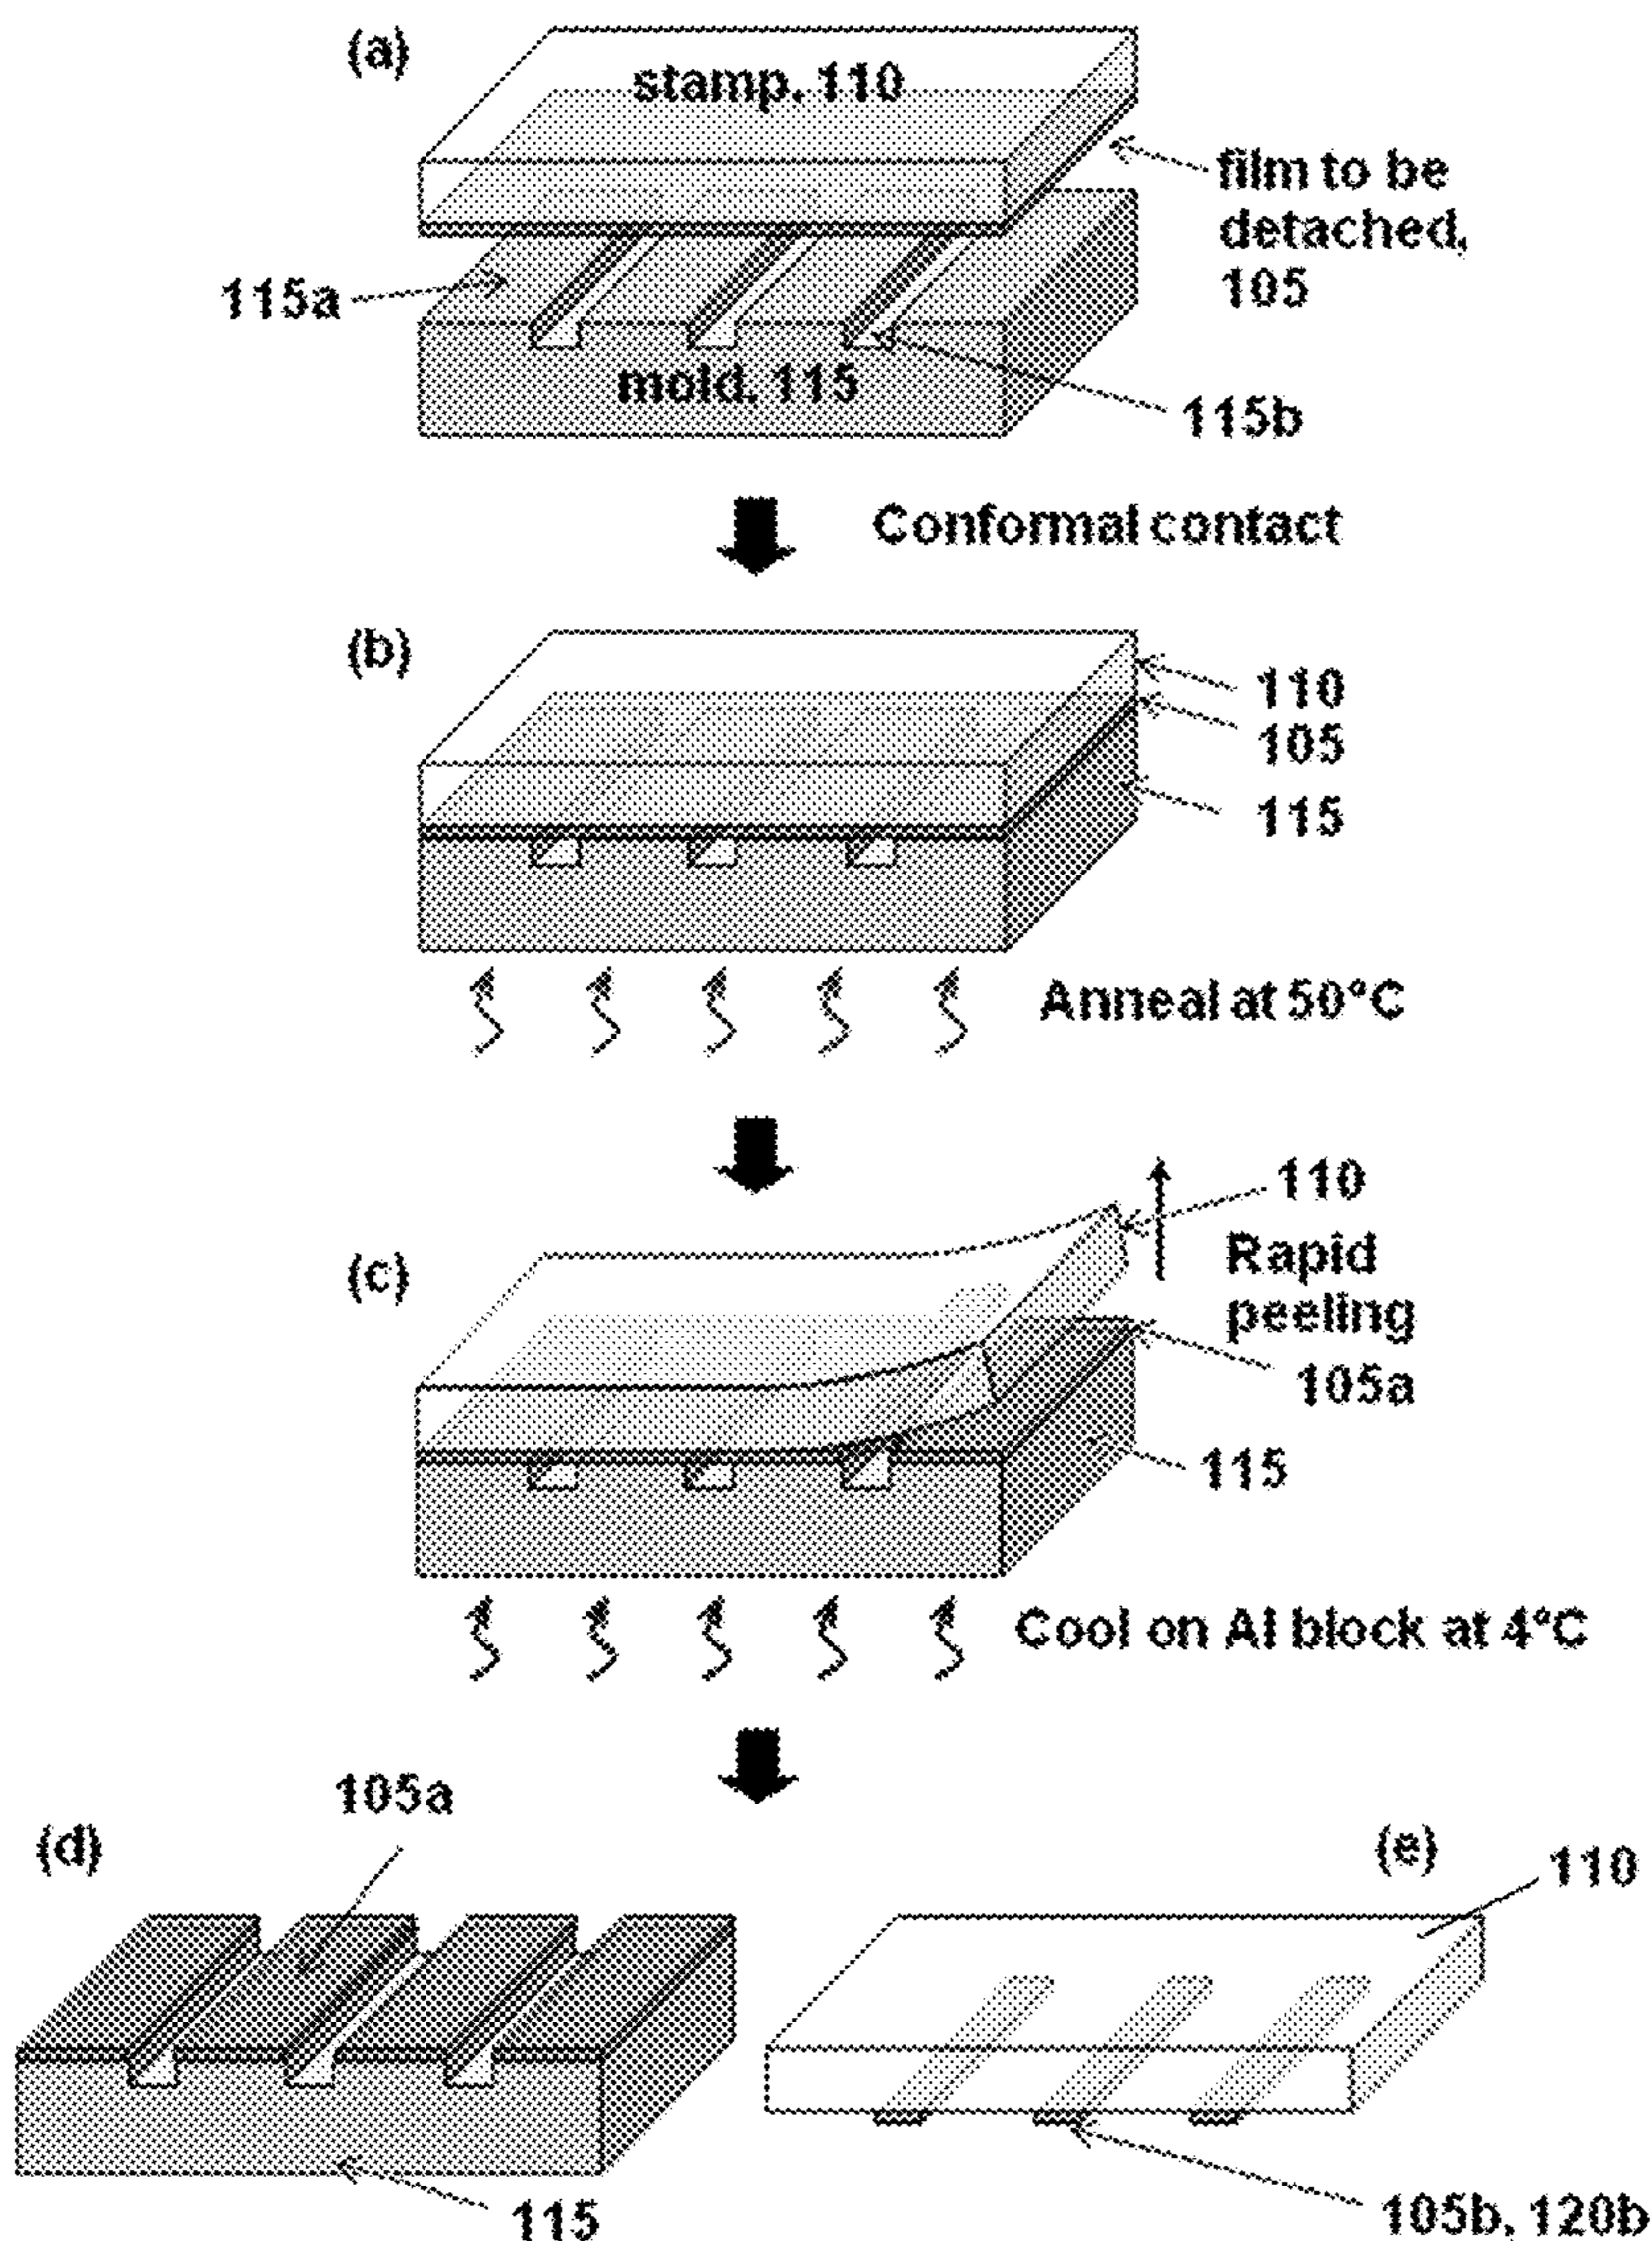 (a)
stamp, 110
film to be
detached,
105
115a
mold, 115
115b
Conformal contact
(b)
110
105
115
Anneal at 50°C
110
(c)
Rapid
peeling
105a
115
Cool on Al block at 4°C
105a
(d)
(e)
110
115
105b, 120b